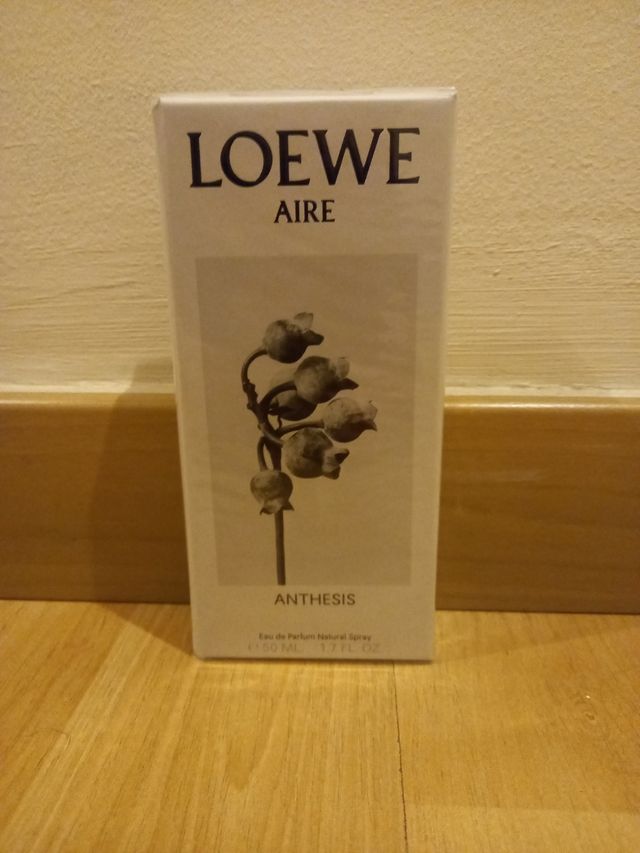 LOEWE
AIRE
ANTHESIS
Eau de Parfum Natural Spray
50 ML. 1.7 FL. OZ.